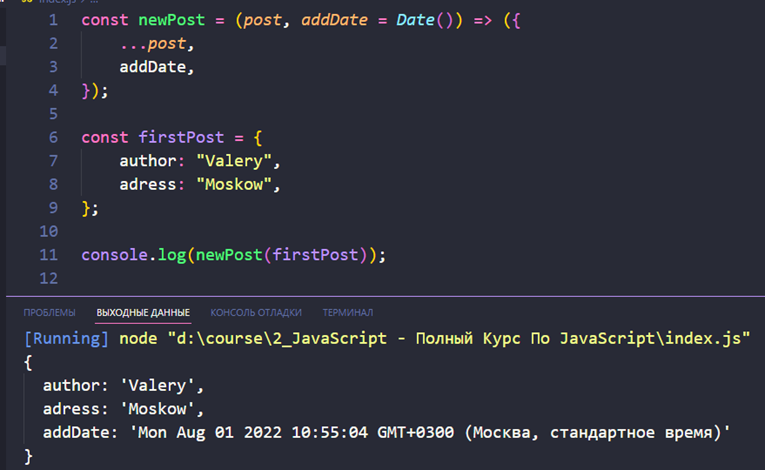 index.js > ...
1 const newPost = (post, addDate = Date()) => ({
2     ...post,
3     addDate,
4 });
5
6 const firstPost = {
7     author: "Valery",
8     adress: "Moskow",
9 };
10
11 console.log(newPost(firstPost));
12
ПРОБЛЕМЫ ВЫХОДНЫЕ ДАННЫЕ КОНСОЛЬ ОТЛАДКИ ТЕРМИНАЛ
[Running] node "d:\course\2_JavaScript - Полный Курс По JavaScript\index.js"
{
  author: 'Valery',
  adress: 'Moskow',
  addDate: 'Mon Aug 01 2022 10:55:04 GMT+0300 (Москва, стандартное время)'
}